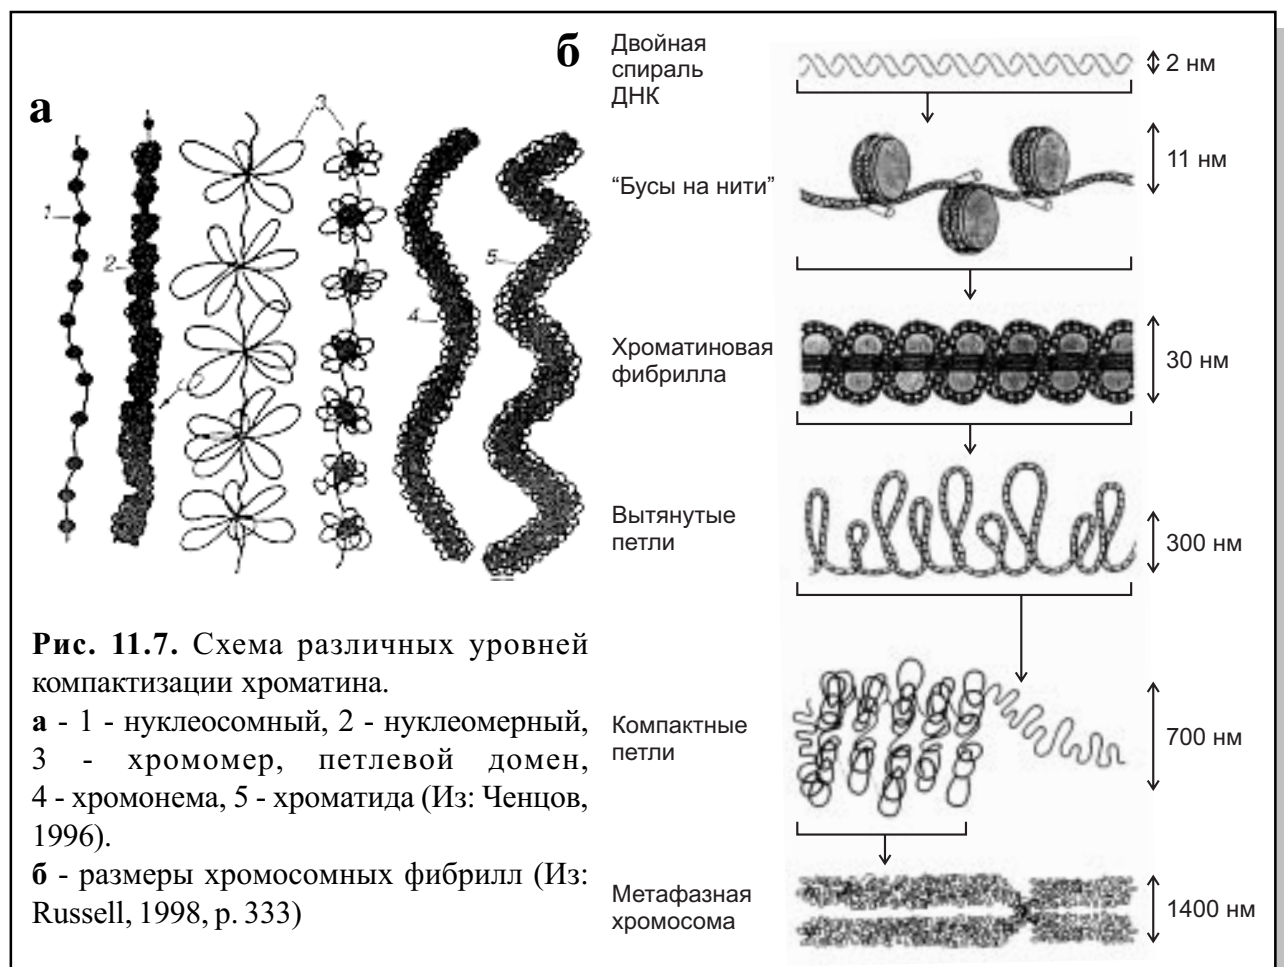 а
1
2
3
4
5
Рис. 11.7. Схема различных уровней
компактизации хроматина.
а - 1 - нуклеосомный, 2 - нуклеомерный,
3 - хромомер, петлевой домен,
4 - хромонема, 5 - хроматида (Из: Ченцов,
1996).
б - размеры хромосомных фибрилл (Из:
Russell, 1998, p. 333)
б
Двойная
спираль
ДНК
2 нм
“Бусы на нити”
11 нм
Хроматиновая
фибрилла
30 нм
Вытянутые
петли
300 нм
Компактные
петли
700 нм
Метафазная
хромосома
1400 нм